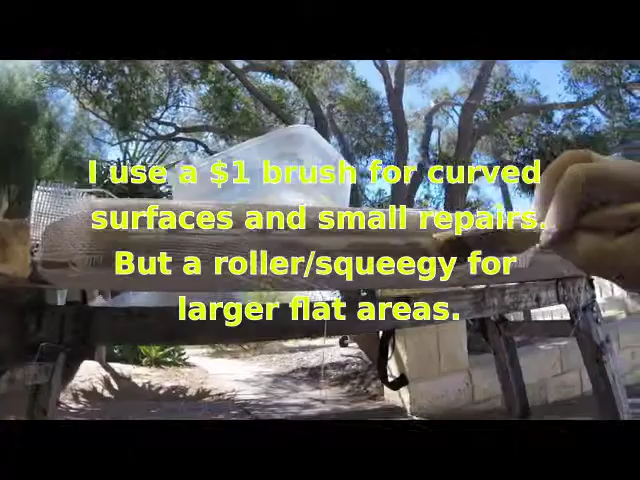 I use a $1 brush for curved
surfaces and small repairs.
But a roller/squeegy for
larger flat areas.